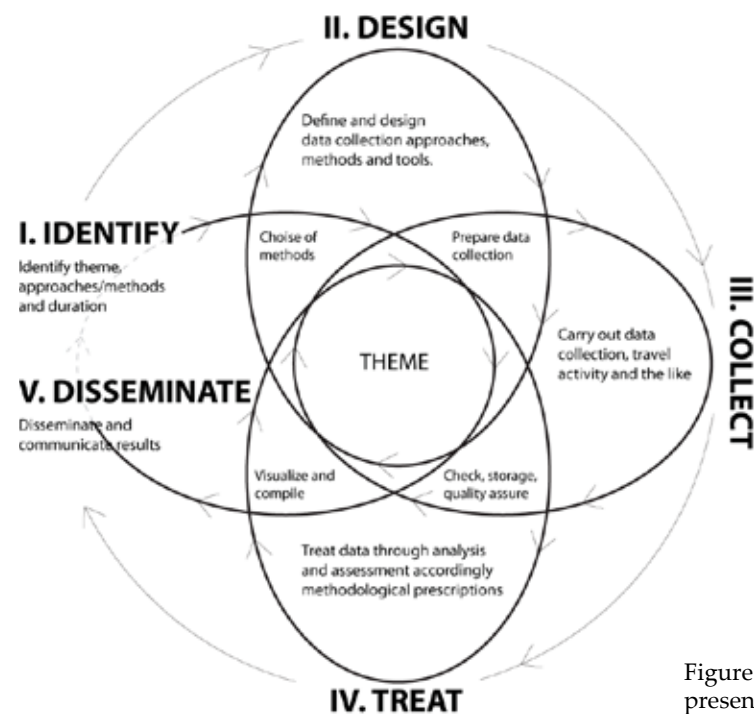 II. DESIGN
Define and design
data collection approaches,
methods and tools.
I. IDENTIFY
Identify theme,
approaches/methods
and duration
Choise of
methods
Prepare data
collection
III. COLLECT
Carry out data
collection, travel
activity and the like
THEME
V. DISSEMINATE
Disseminate and
communicate results
Visualize and
compile
Check, storage,
quality assure
Treat data through analysis
and assessment accordingly
methodological prescriptions
IV. TREAT
Figure
presen